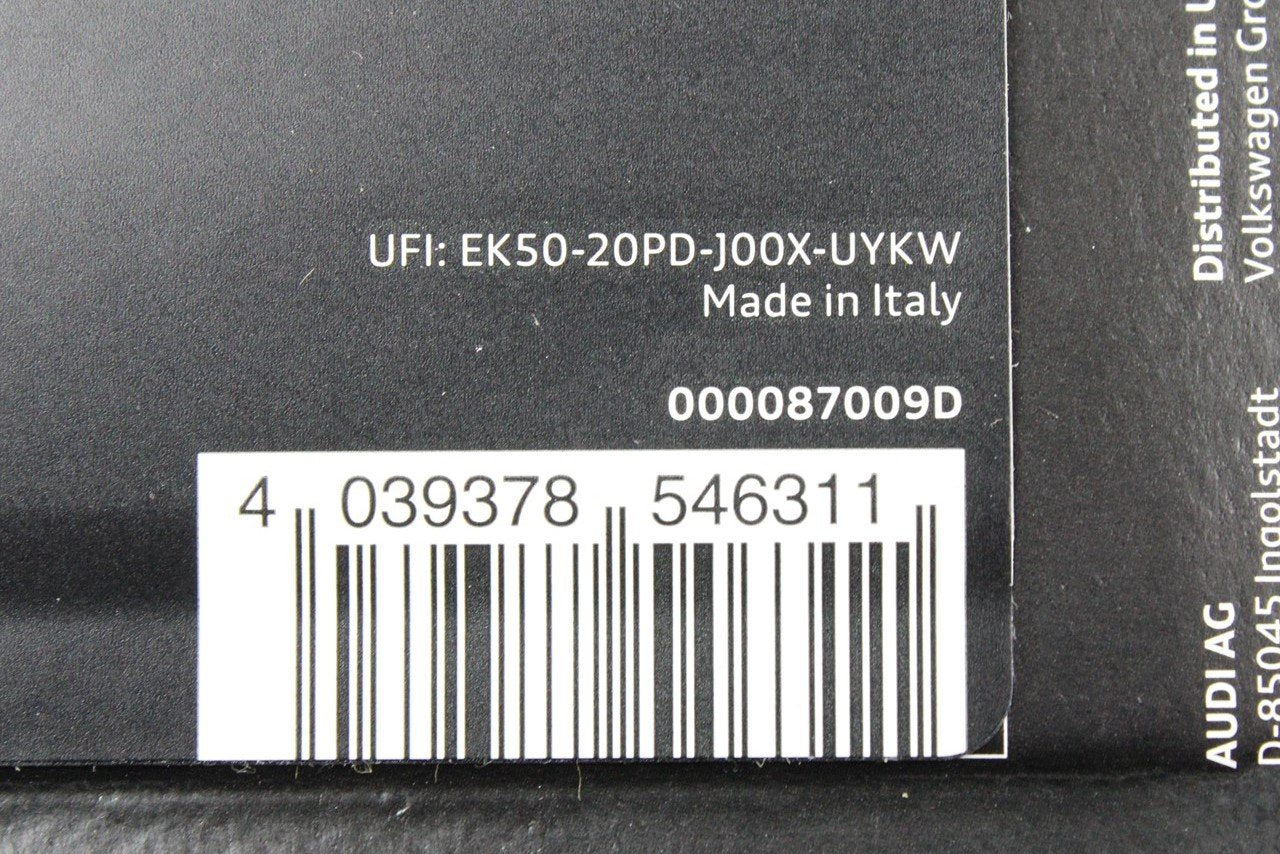 UFI: EK50-20PD-J00X-UYKW
Made in Italy
000087009D
4 039378 546311
Distributed in
Volkswagen
AUDI AG
D-85045 Ingolstadt